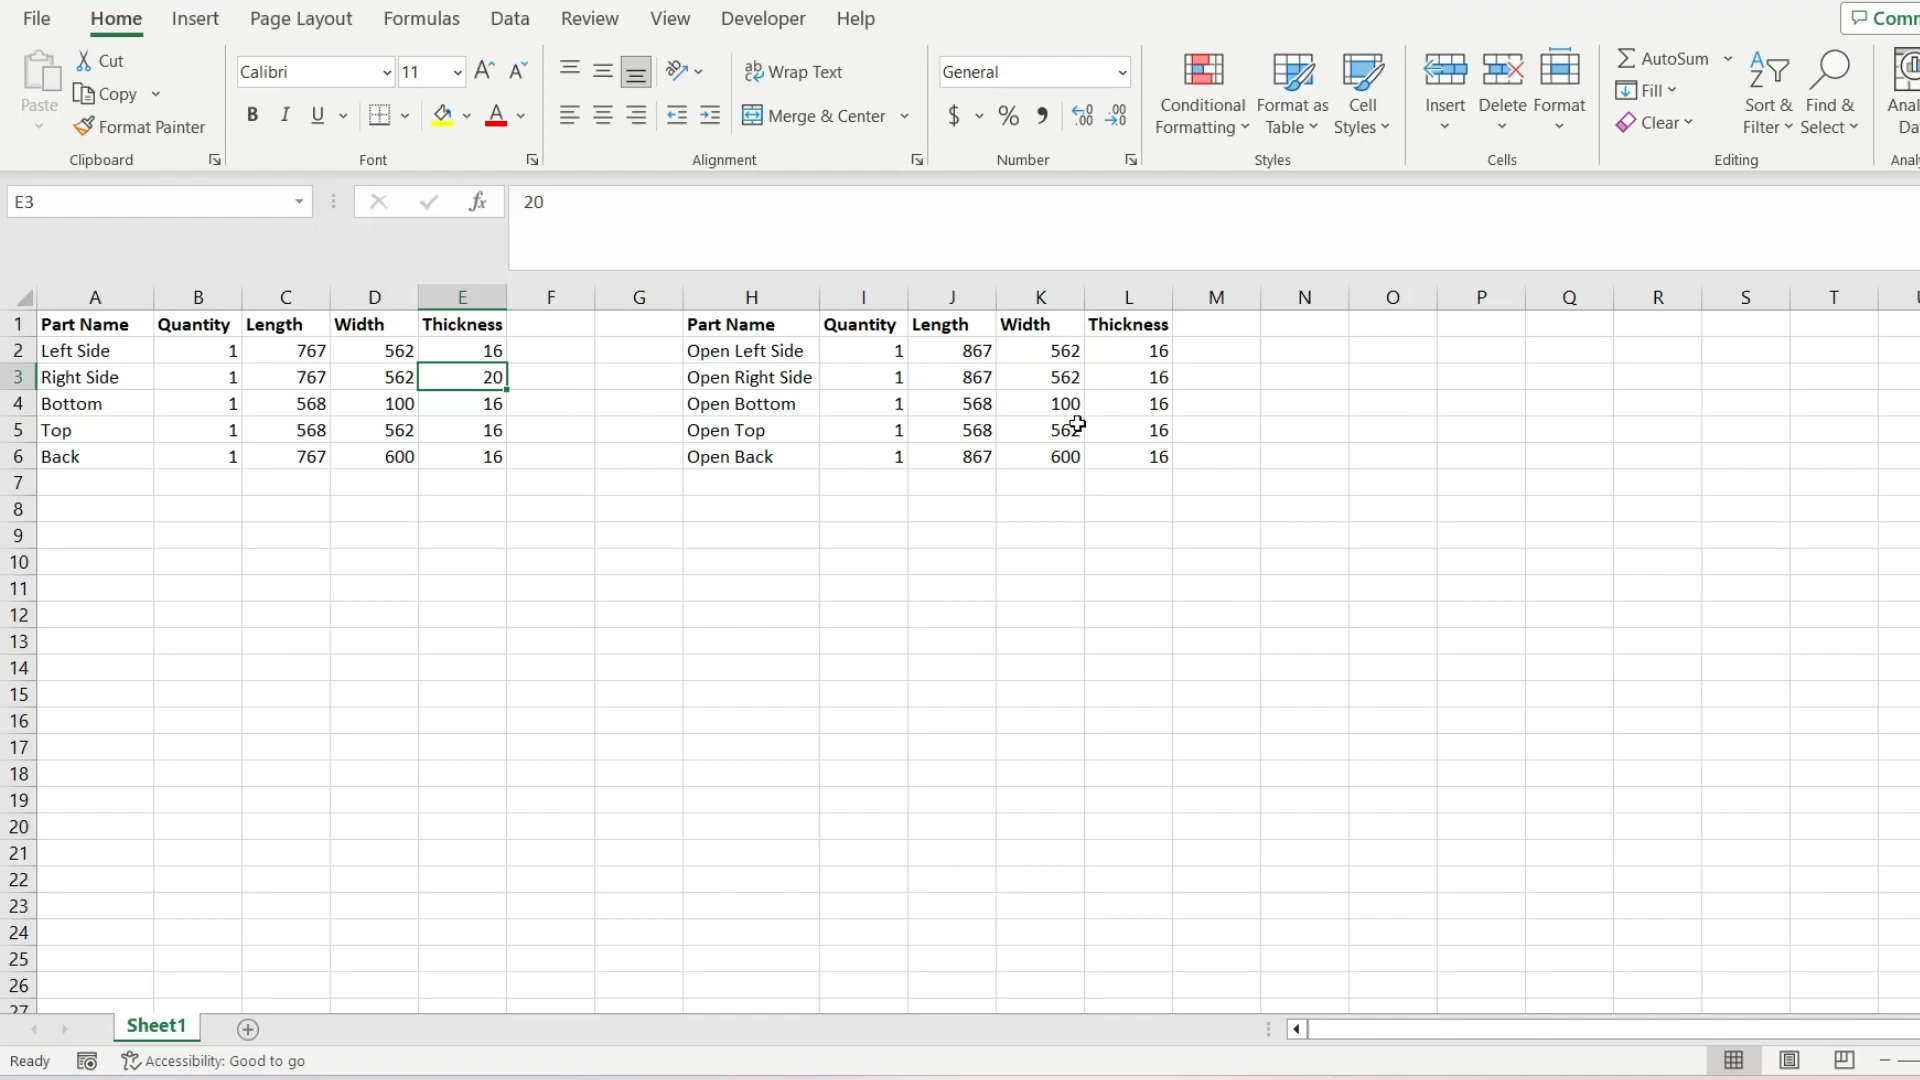 File Home Insert Page Layout Formulas Data Review View Developer Help
Paste Cut Copy Format Painter Clipboard
Calibri 11 A A B I U A Font
ab Wrap Text Merge & Center Alignment
General $ % 9 .00 .00 Number
Conditional Formatting Format as Table Cell Styles Styles
Insert Delete Format Cells
AutoSum Fill Clear Sort & Filter Find & Select Editing
E3 fx 20
A B C D E F G H I J K L M N O P Q R S T
1 Part Name Quantity Length Width Thickness Part Name Quantity Length Width Thickness
2 Left Side 1 767 562 16 Open Left Side 1 867 562 16
3 Right Side 1 767 562 20 Open Right Side 1 867 562 16
4 Bottom 1 568 100 16 Open Bottom 1 568 100 16
5 Top 1 568 562 16 Open Top 1 568 562 16
6 Back 1 767 600 16 Open Back 1 867 600 16
7
8
9
10
11
12
13
14
15
16
17
18
19
20
21
22
23
24
25
26
27
Sheet1
Ready Accessibility: Good to go